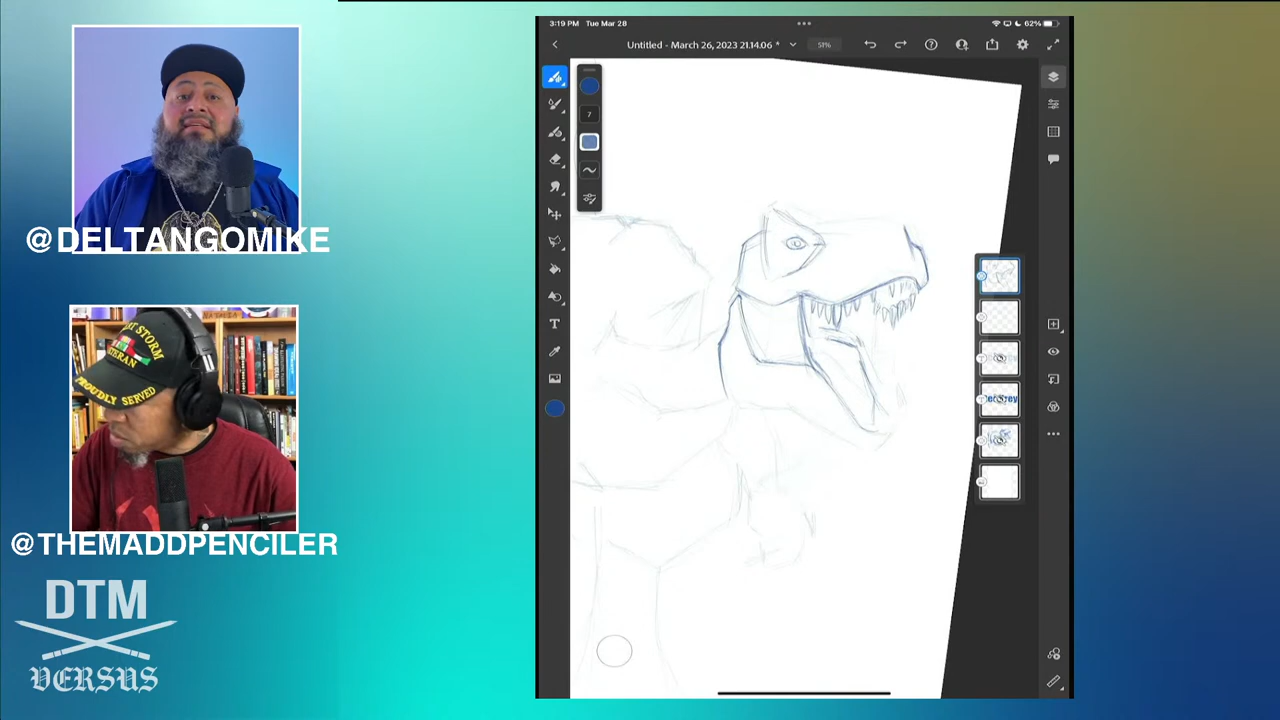 3:19 PM Tue Mar 28
62%
Untitled - March 26, 2023 21.14.06 *
51%
7
T
@DELTANGOMIKE
PROUDLY SERVED
@THEMADDPENCILER
DTM
VERSUS